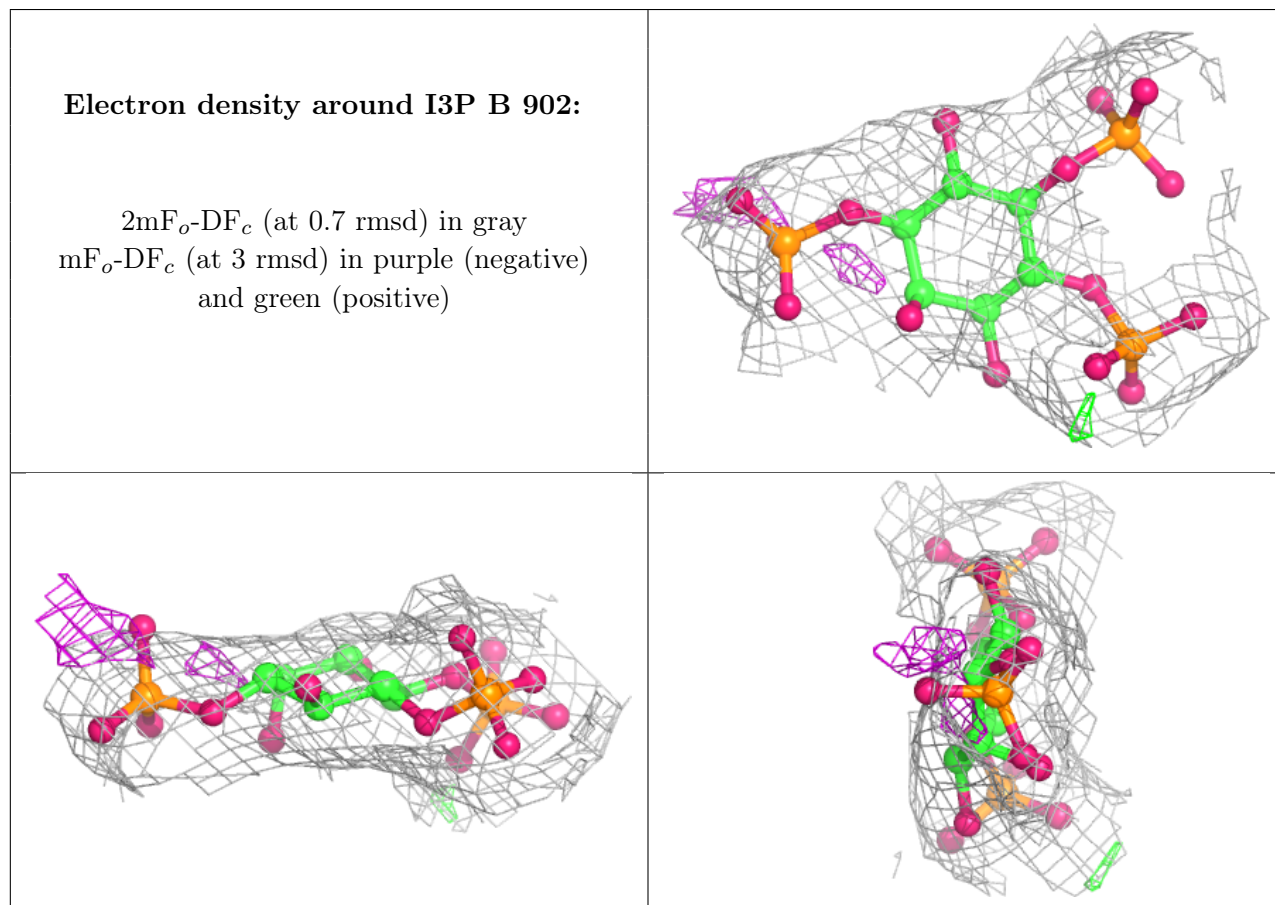 Electron density around I3P B 902:
2mFo-DFc (at 0.7 rmsd) in gray
mFo-DFc (at 3 rmsd) in purple (negative)
and green (positive)